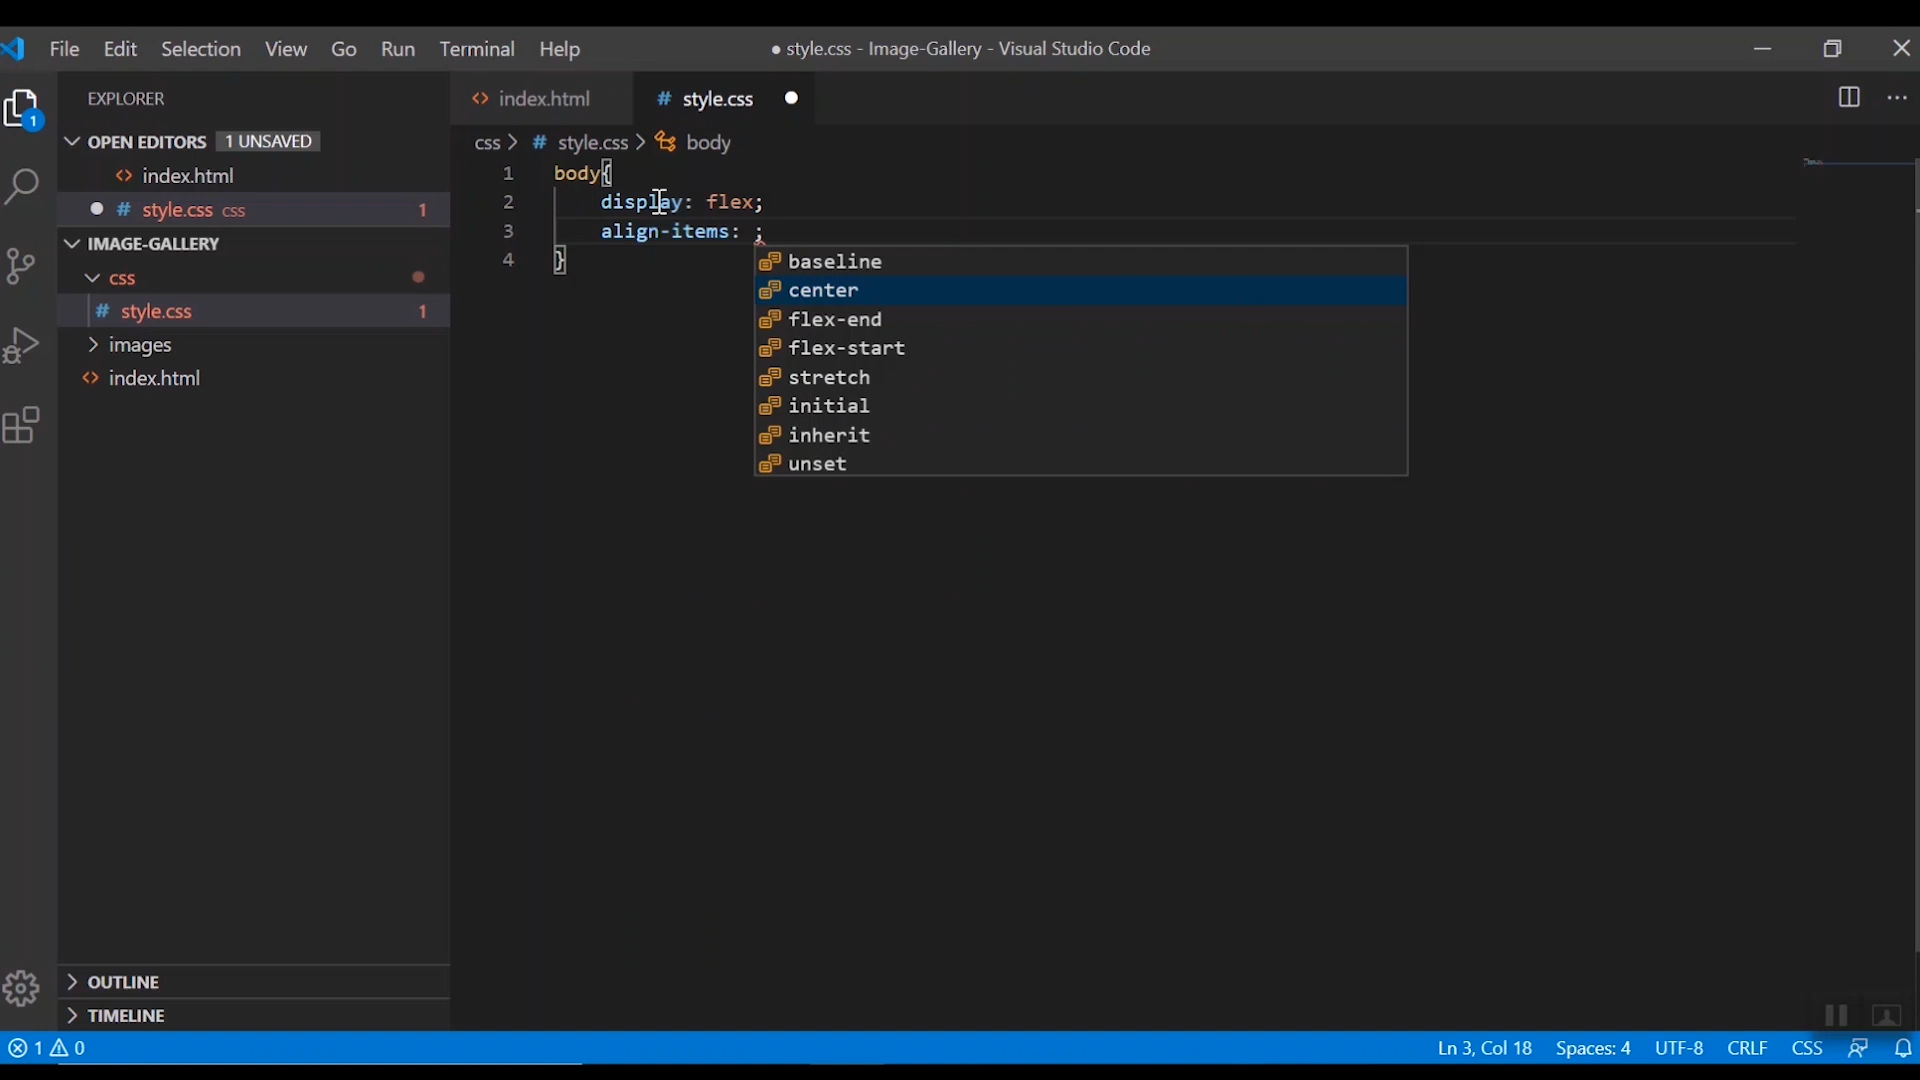 File Edit Selection View Go Run Terminal Help
● style.css - Image-Gallery - Visual Studio Code
EXPLORER
OPEN EDITORS 1 UNSAVED
index.html
style.css css 1
IMAGE-GALLERY
css
style.css 1
images
index.html
OUTLINE
TIMELINE
1
index.html
# style.css
css > # style.css > body
1 body{
2 display: flex;
3 align-items: ;
4 }
baseline
center
flex-end
flex-start
stretch
initial
inherit
unset
1 0
Ln 3, Col 18 Spaces: 4 UTF-8 CRLF CSS